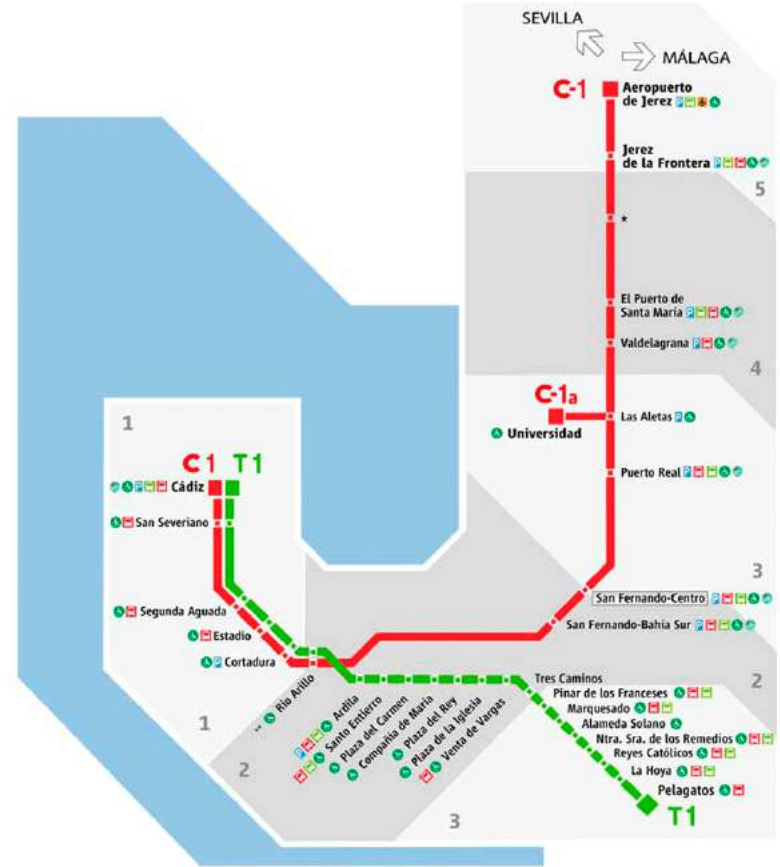 SEVILLA
MÁLAGA
C-1
Aeropuerto
de Jerez
Jerez
de la Frontera
5
*
El Puerto de
Santa María
Valdelagrana
4
C-1a
Las Aletas
Universidad
1
C1 T1
Cádiz
Puerto Real
San Severiano
3
San Fernando-Centro
Segunda Aguada
San Fernando-Bahía Sur
Estadio
Cortadura
2
Río Arillo
Ardila
Santo Entierro
Plaza del Carmen
Compañía de María
Plaza del Rey
Plaza de la Iglesia
Venta de Vargas
Tres Caminos
Pinar de los Franceses
Marquesado
Alameda Solano
Ntra. Sra. de los Remedios
Reyes Católicos
La Hoya
Pelagatos
T1
1
2
3